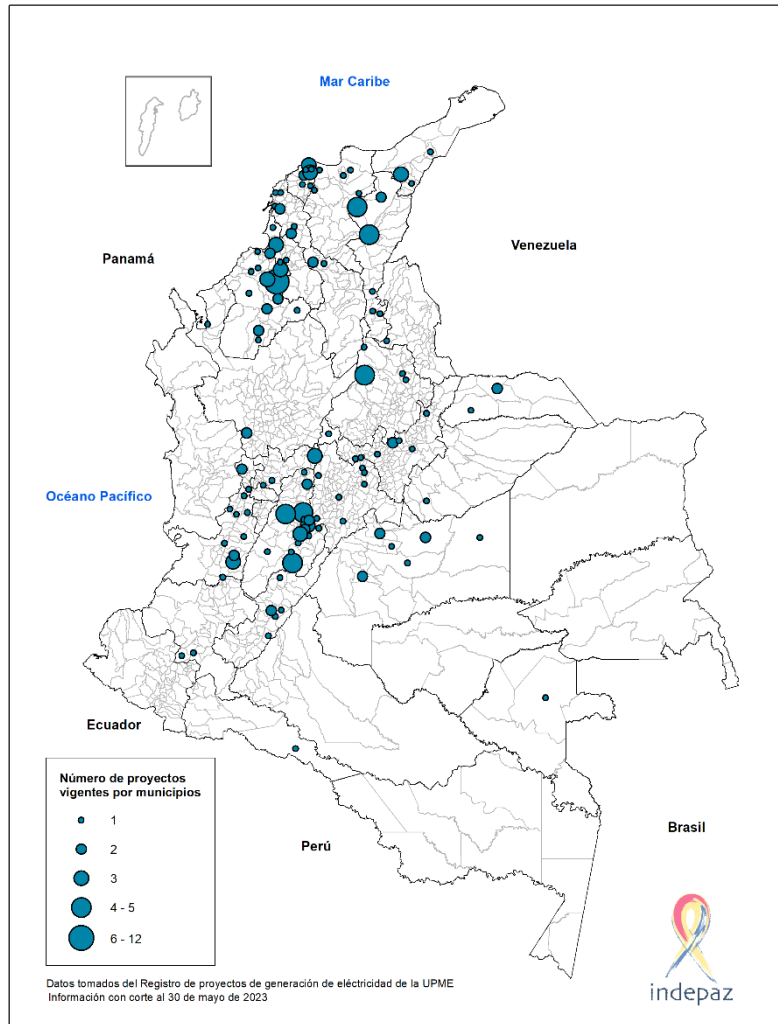 Mar Caribe
Venezuela
Panamá
Océano Pacífico
Ecuador
Número de proyectos
vigentes por municipios
1
2
3
4 - 5
6 - 12
Perú
Brasil
Datos tomados del Registro de proyectos de generación de eléctricidad de la UPME
Información con corte al 30 de mayo de 2023
indepaz